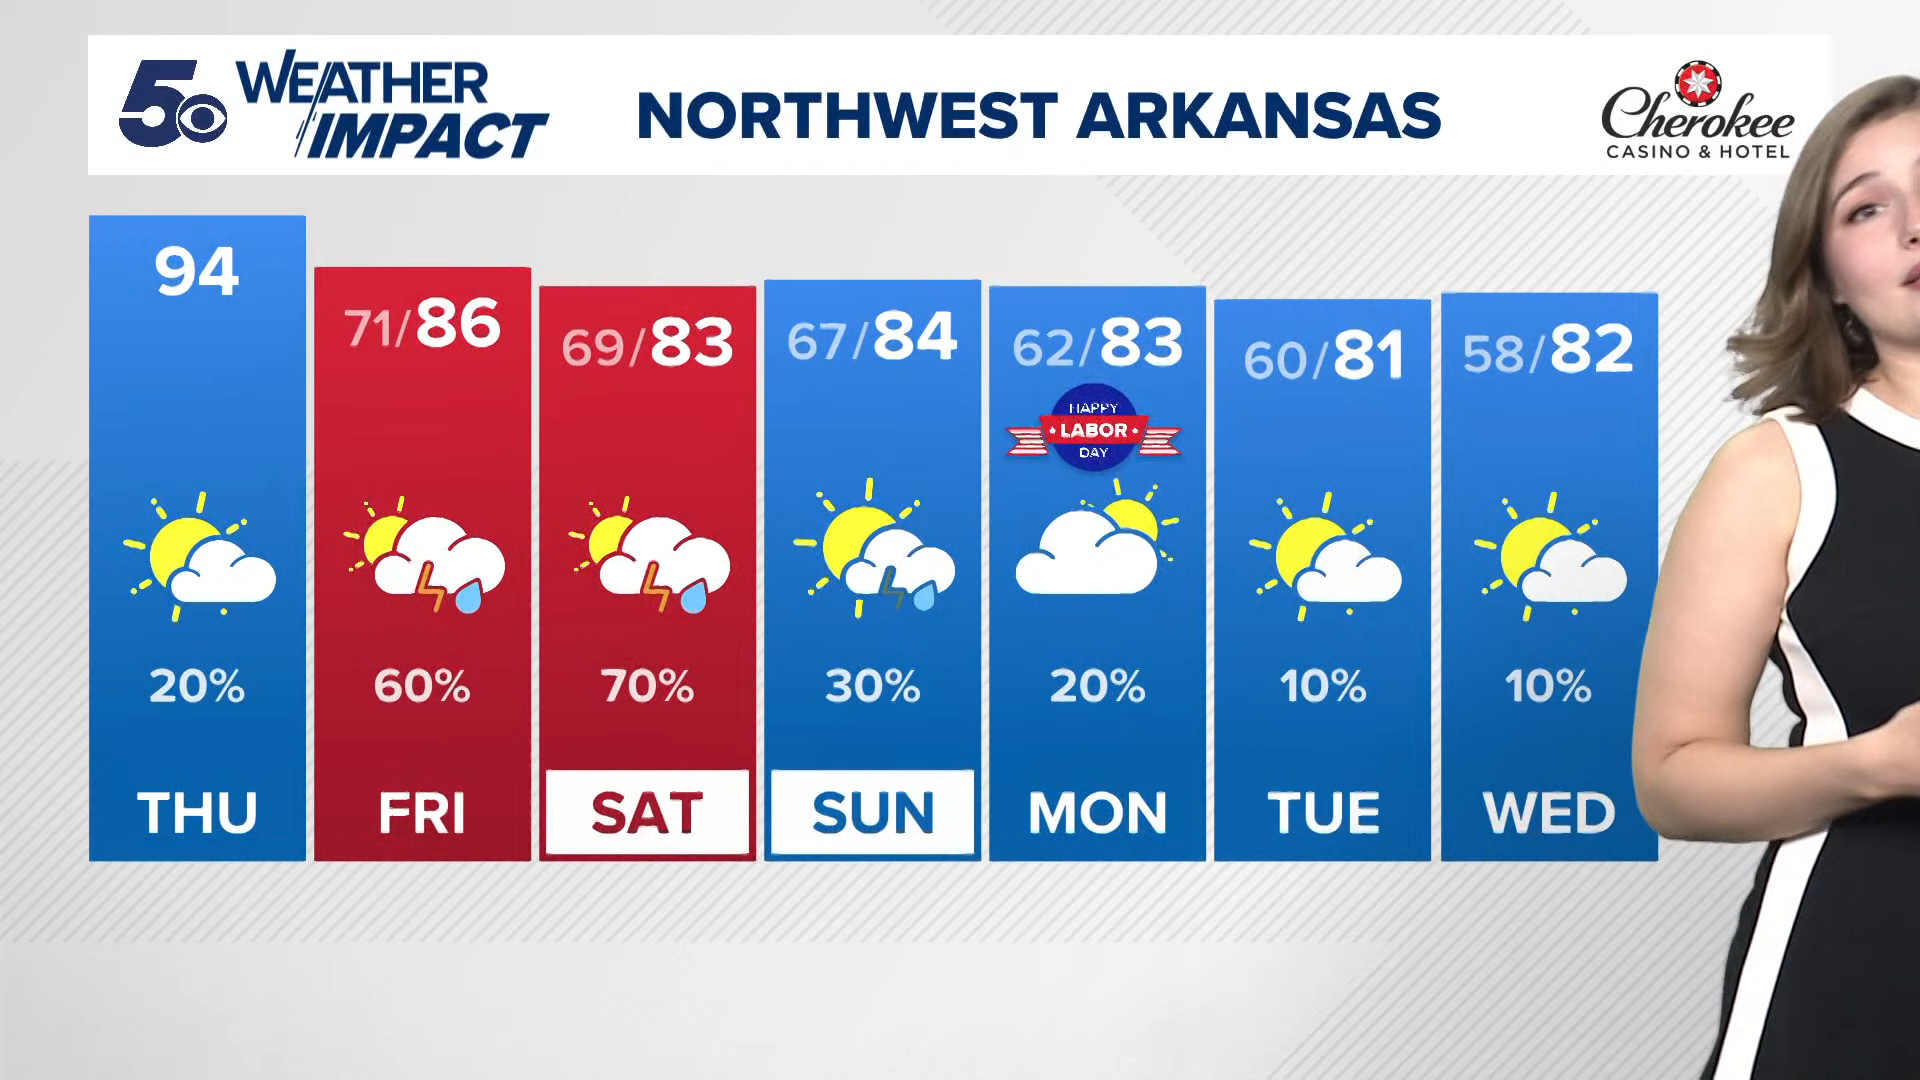 5 WEATHER IMPACT
NORTHWEST ARKANSAS
Cherokee
CASINO & HOTEL
94
20%
THU
71/86
60%
FRI
69/83
70%
SAT
67/84
30%
SUN
62/83
HAPPY
LABOR
DAY
20%
MON
60/81
10%
TUE
58/82
10%
WED